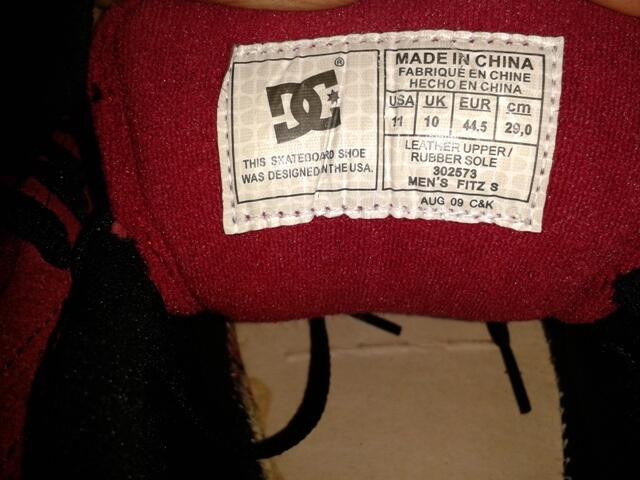 DC®
THIS SKATEBOARD SHOE
WAS DESIGNED IN THE USA.
MADE IN CHINA
FABRIQUÉ EN CHINE
HECHO EN CHINA
USA UK EUR cm
11 10 44.5 29,0
LEATHER UPPER/
RUBBER SOLE
302573
MEN'S FITZ S
AUG 09 C&K